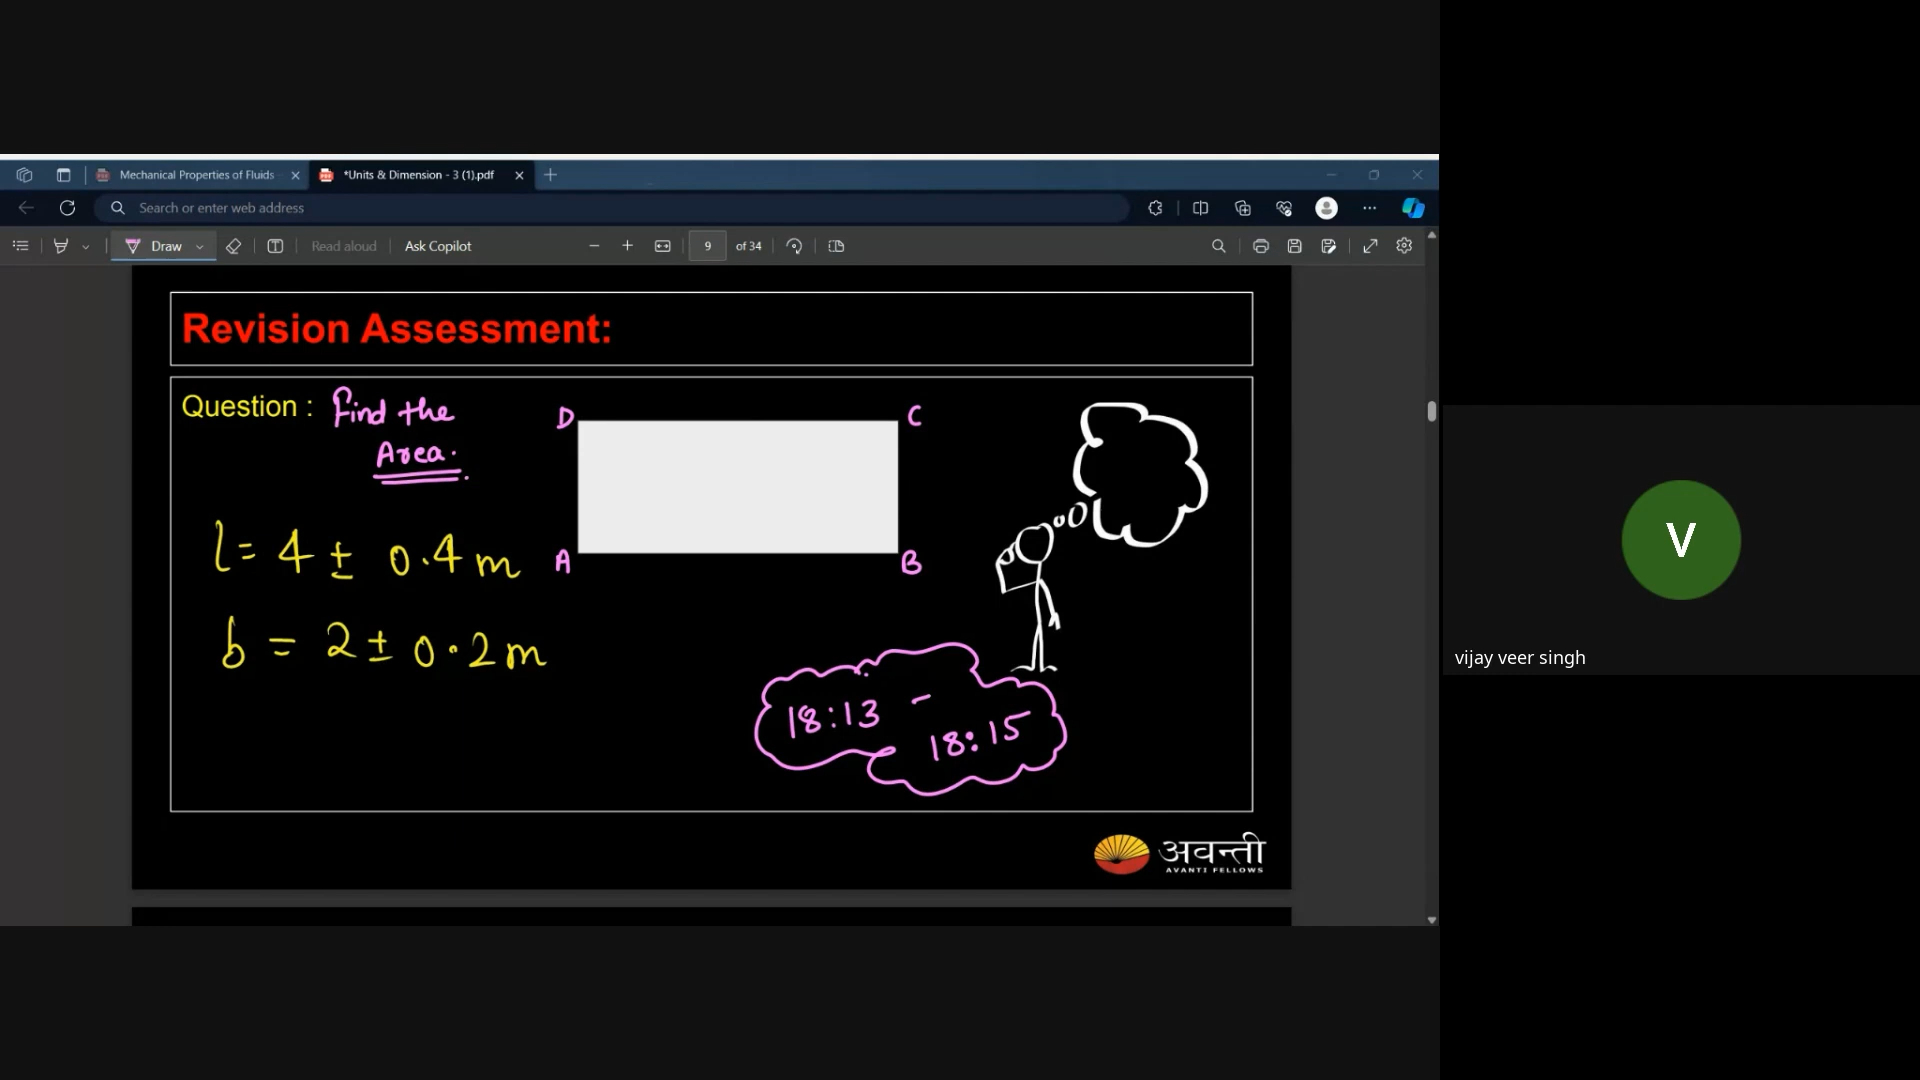 Mechanical Properties of Fluids
*Units & Dimension - 3 (1).pdf
Search or enter web address
Draw
Read aloud
Ask Copilot
9 of 34
Revision Assessment:
Question : find the
Area.
D
C
l = 4 ± 0.4 m
A
B
b = 2 ± 0.2 m
18:13 -
18:15
अवन्ती
AVANTI FELLOWS
V
vijay veer singh